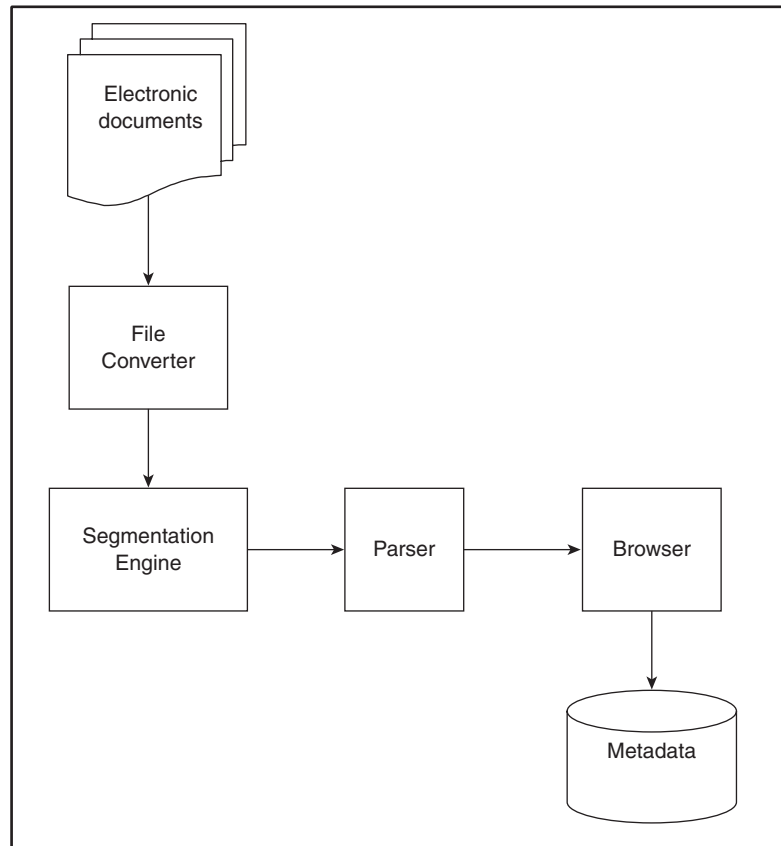 Electronic
documents
File
Converter
Segmentation
Engine
Parser
Browser
Metadata